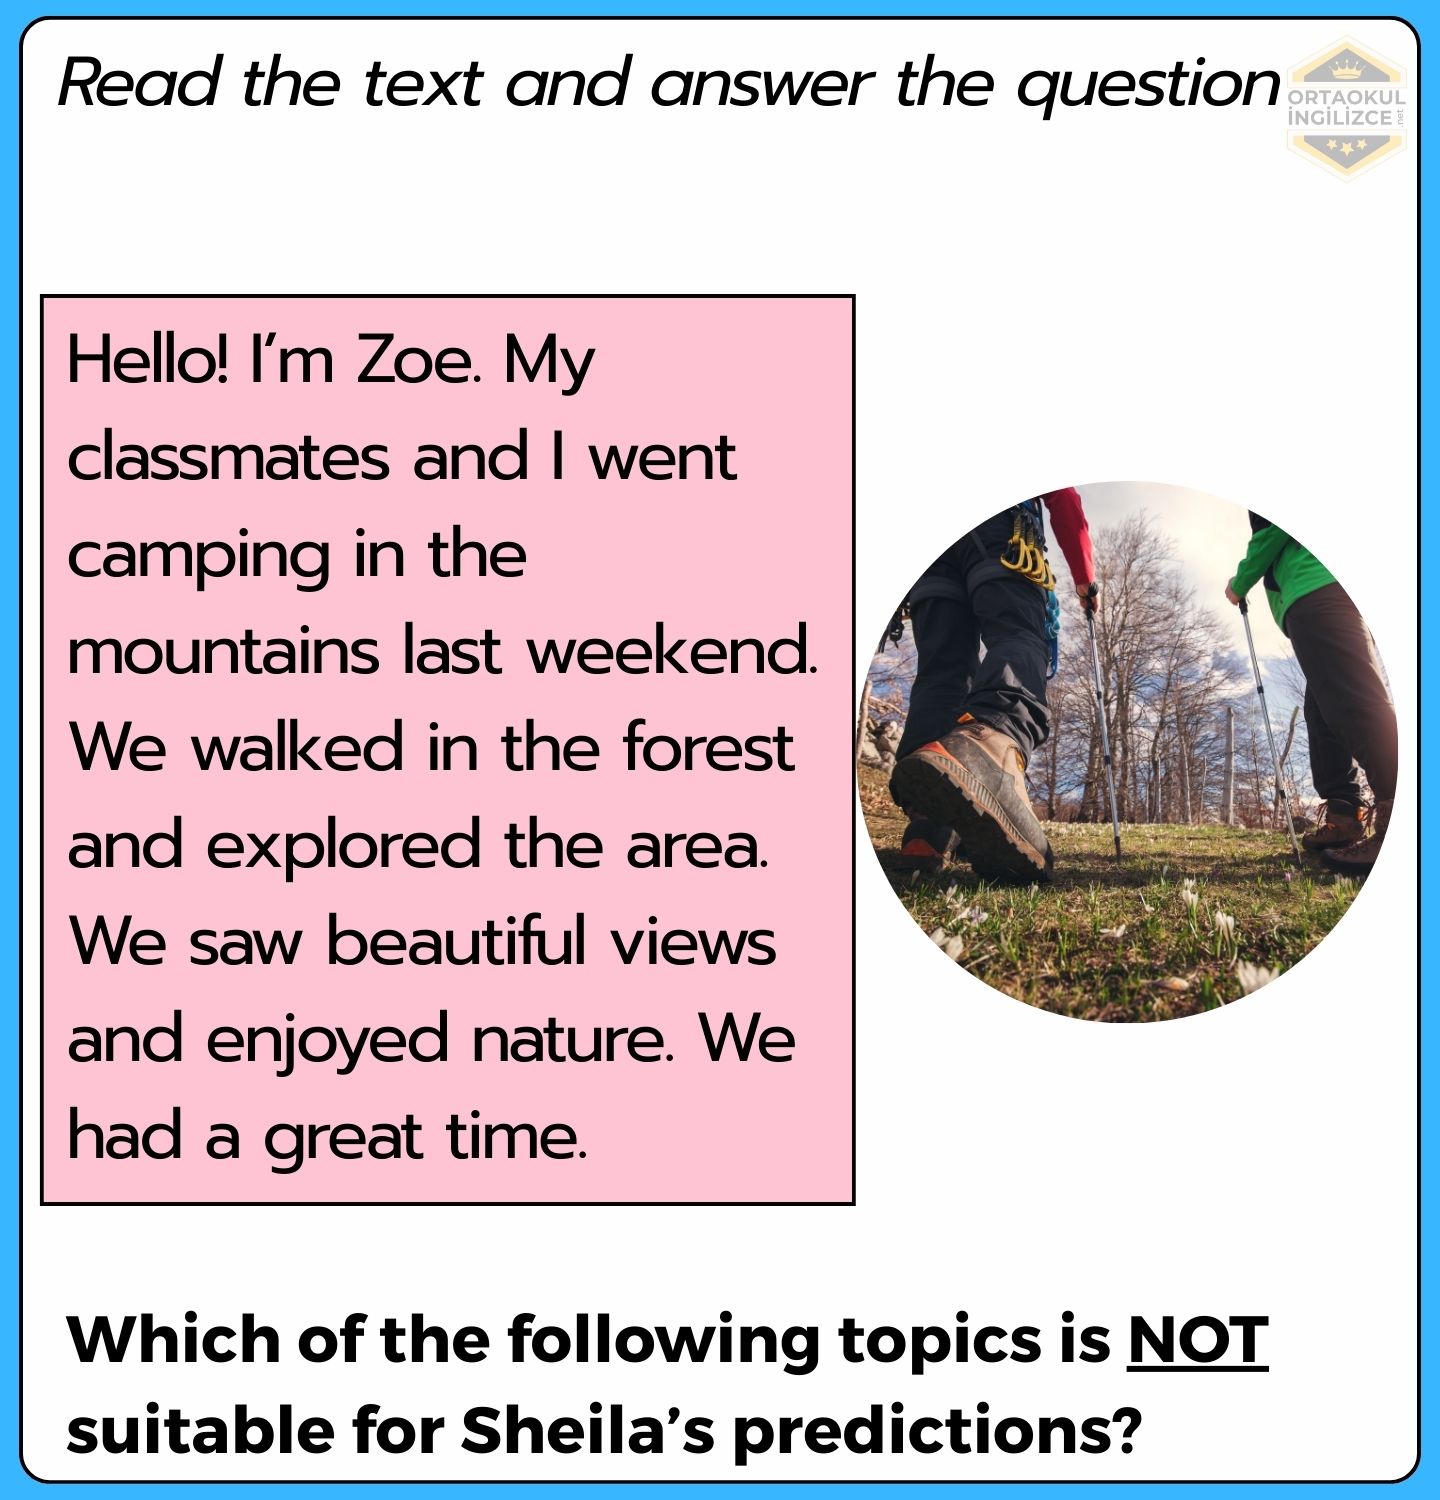 Read the text and answer the question
ORTAOKUL
İNGİLİZCE
.net
Hello! I'm Zoe. My
classmates and I went
camping in the
mountains last weekend.
We walked in the forest
and explored the area.
We saw beautiful views
and enjoyed nature. We
had a great time.
Which of the following topics is NOT
suitable for Sheila's predictions?